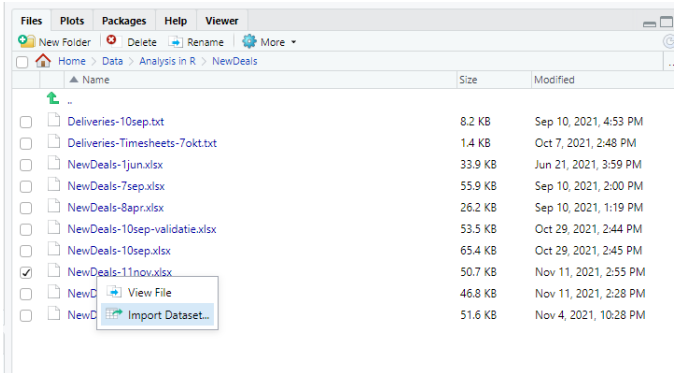 Files Plots Packages Help Viewer
New Folder Delete Rename More
Home > Data > Analysis in R > NewDeals
Name Size Modified
..
Deliveries-10sep.txt 8.2 KB Sep 10, 2021, 4:53 PM
Deliveries-Timesheets-7okt.txt 1.4 KB Oct 7, 2021, 2:48 PM
NewDeals-1jun.xlsx 33.9 KB Jun 21, 2021, 3:59 PM
NewDeals-7sep.xlsx 55.9 KB Sep 10, 2021, 2:00 PM
NewDeals-8apr.xlsx 26.2 KB Sep 10, 2021, 1:19 PM
NewDeals-10sep-validatie.xlsx 53.5 KB Oct 29, 2021, 2:44 PM
NewDeals-10sep.xlsx 65.4 KB Oct 29, 2021, 2:45 PM
NewDeals-11nov.xlsx 50.7 KB Nov 11, 2021, 2:55 PM
NewD View File 46.8 KB Nov 11, 2021, 2:28 PM
NewD Import Dataset... 51.6 KB Nov 4, 2021, 10:28 PM